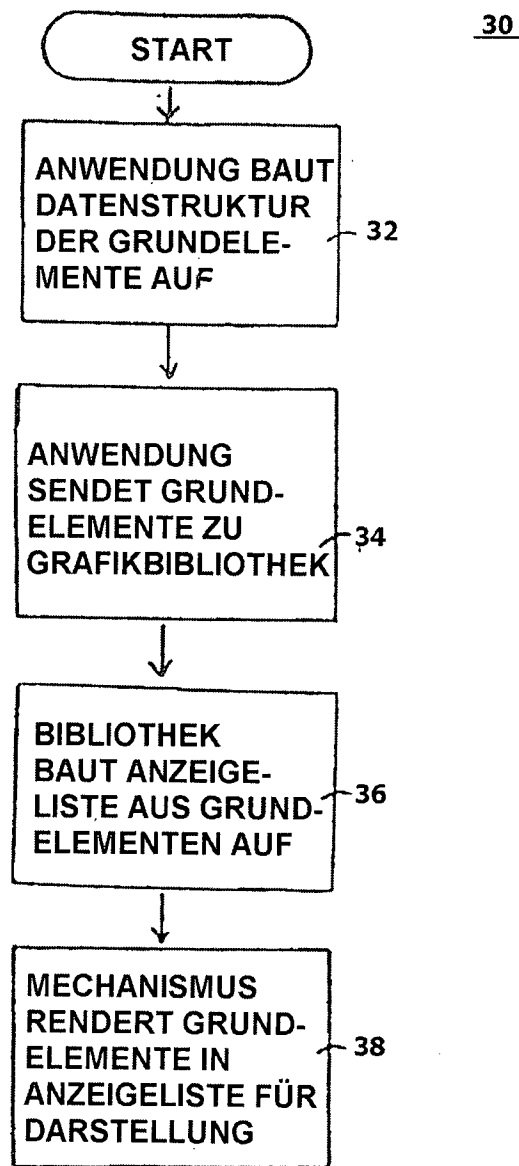 30
START
ANWENDUNG BAUT
DATENSTRUKTUR
DER GRUNDELE-
MENTE AUF
32
ANWENDUNG
SENDET GRUND-
ELEMENTE ZU
GRAFIKBIBLIOTHEK
34
BIBLIOTHEK
BAUT ANZEIGE-
LISTE AUS GRUND-
ELEMENTEN AUF
36
MECHANISMUS
RENDERT GRUND-
ELEMENTE IN
ANZEIGELISTE FÜR
DARSTELLUNG
38